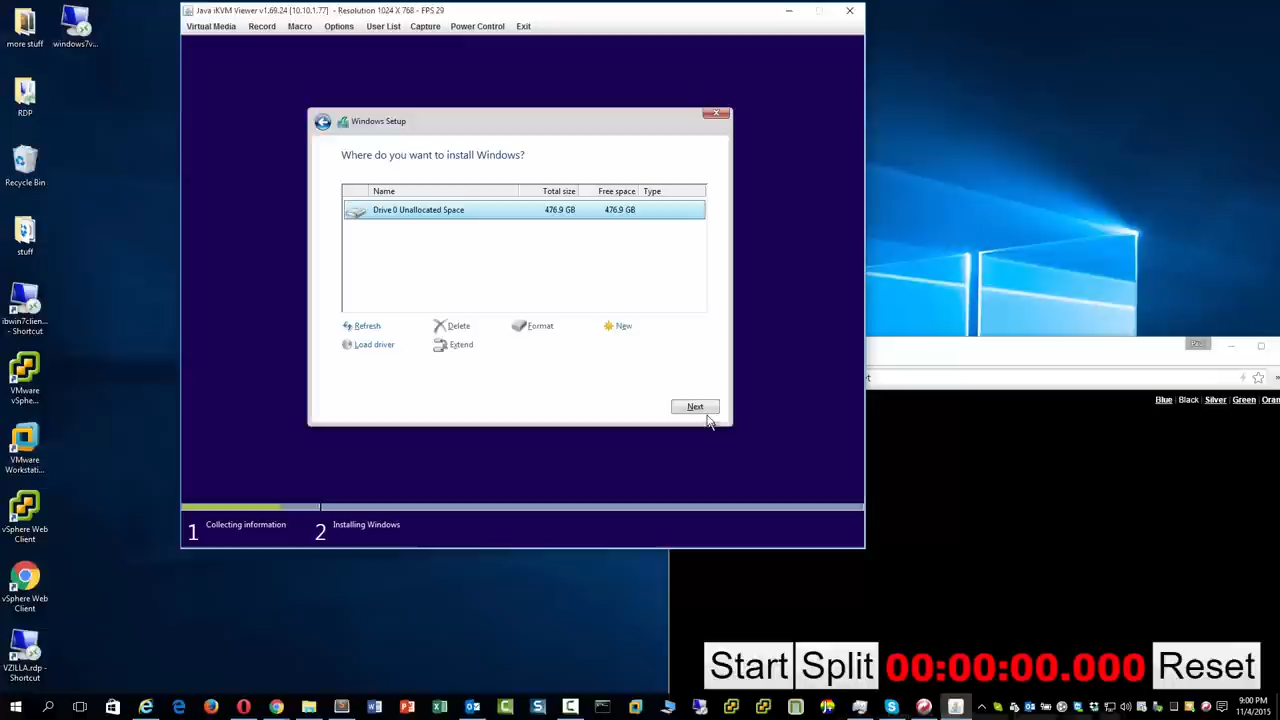 Java iKVM Viewer v1.69.24 [10.10.1.77] - Resolution 1024 X 768 - FPS 29
Virtual Media Record Macro Options User List Capture Power Control Exit
more stuff
windows7v...
RDP
Recycle Bin
stuff
ibwin7clien...
- Shortcut
VMware
vSphe...
VMware
Workstati...
vSphere Web
Client
vSphere Web
Client
VZILLA.rdp -
Shortcut
Windows Setup
Where do you want to install Windows?
Name Total size Free space Type
Drive 0 Unallocated Space 476.9 GB 476.9 GB
Refresh Delete Format New
Load driver Extend
Next
1 Collecting information 2 Installing Windows
Blue | Black | Silver | Green | Oran
Start Split 00:00:00.000 Reset
9:00 PM
11/4/2015